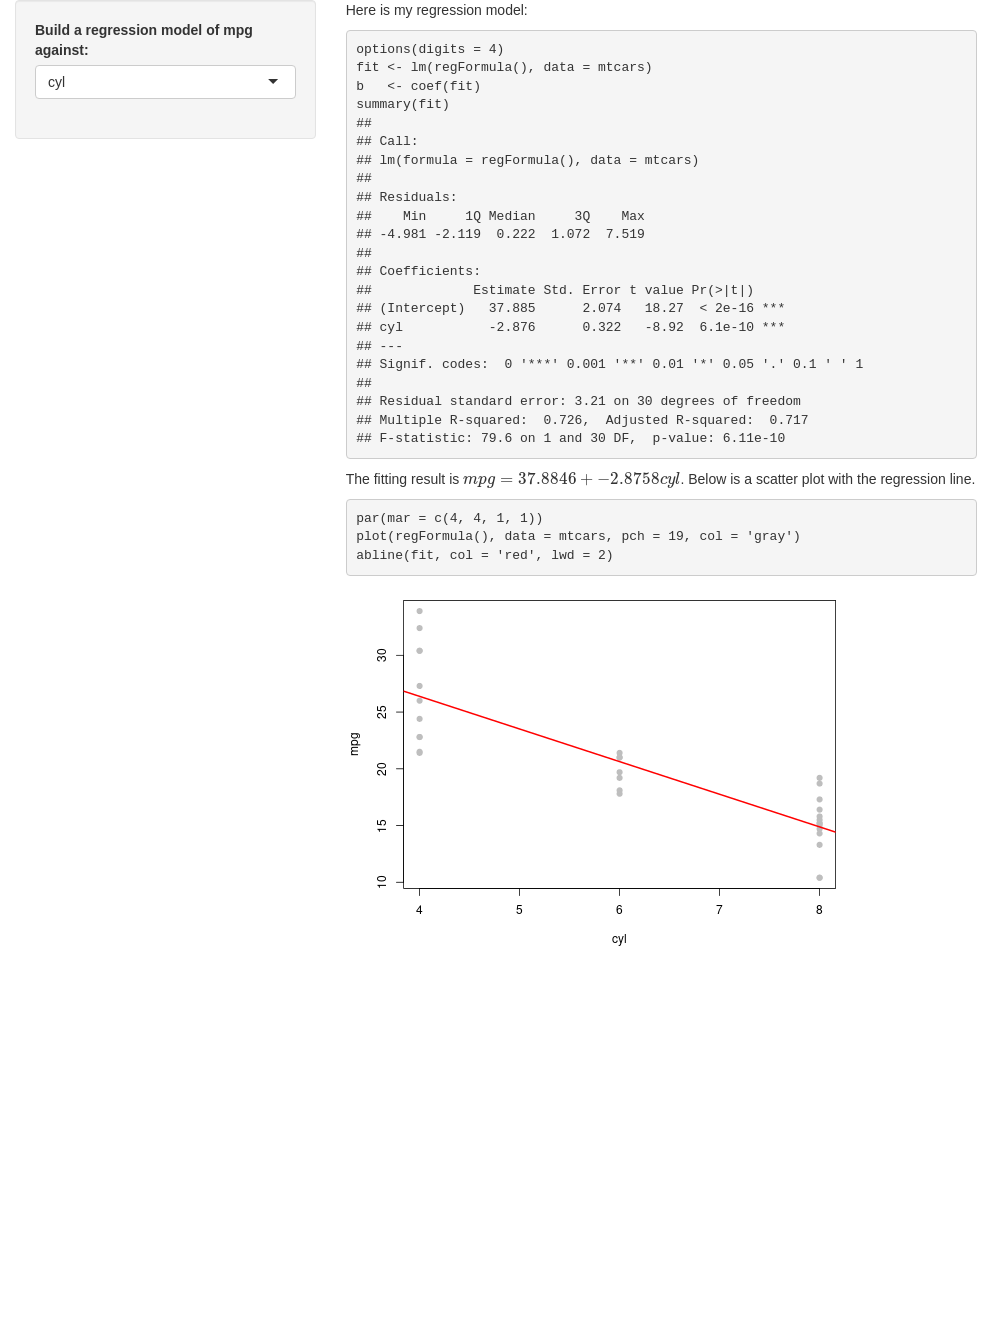 Build a regression model of mpg
against:
cyl
Here is my regression model:
options(digits = 4)
fit <- lm(regFormula(), data = mtcars)
b   <- coef(fit)
summary(fit)
##
## Call:
## lm(formula = regFormula(), data = mtcars)
##
## Residuals:
##    Min     1Q Median     3Q    Max
## -4.981 -2.119  0.222  1.072  7.519
##
## Coefficients:
##             Estimate Std. Error t value Pr(>|t|)
## (Intercept)   37.885      2.074   18.27  < 2e-16 ***
## cyl           -2.876      0.322   -8.92  6.1e-10 ***
## ---
## Signif. codes:  0 '***' 0.001 '**' 0.01 '*' 0.05 '.' 0.1 ' ' 1
##
## Residual standard error: 3.21 on 30 degrees of freedom
## Multiple R-squared:  0.726,  Adjusted R-squared:  0.717
## F-statistic: 79.6 on 1 and 30 DF,  p-value: 6.11e-10
The fitting result is mpg = 37.8846 + −2.8758cyl. Below is a scatter plot with the regression line.
par(mar = c(4, 4, 1, 1))
plot(regFormula(), data = mtcars, pch = 19, col = 'gray')
abline(fit, col = 'red', lwd = 2)
30
25
20
15
10
mpg
4 5 6 7 8
cyl